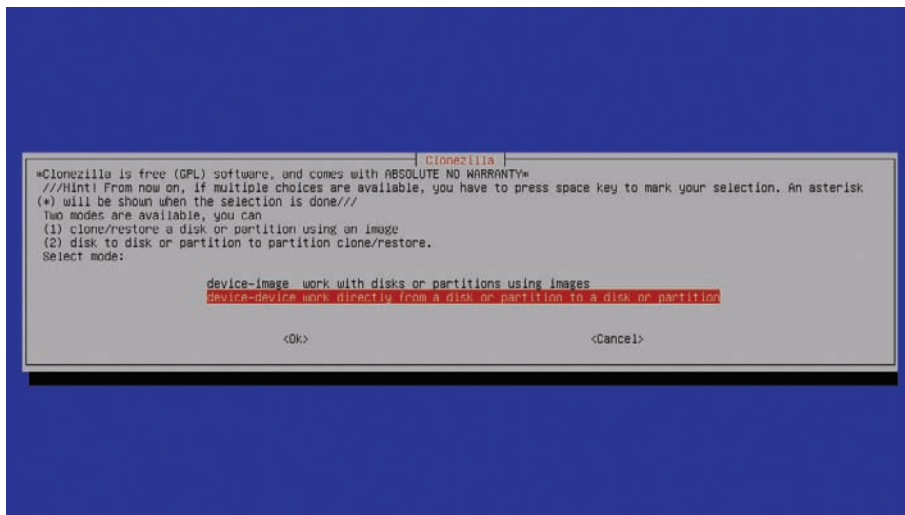 Clonezilla
*Clonezilla is free (GPL) software, and comes with ABSOLUTE NO WARRANTY*
///Hint! From now on, if multiple choices are available, you have to press space key to mark your selection. An asterisk
(*) will be shown when the selection is done///
Two modes are available, you can
(1) clone/restore a disk or partition using an image
(2) disk to disk or partition to partition clone/restore.
Select mode:
device-image work with disks or partitions using images
device-device work directly from a disk or partition to a disk or partition
<Ok> <Cancel>